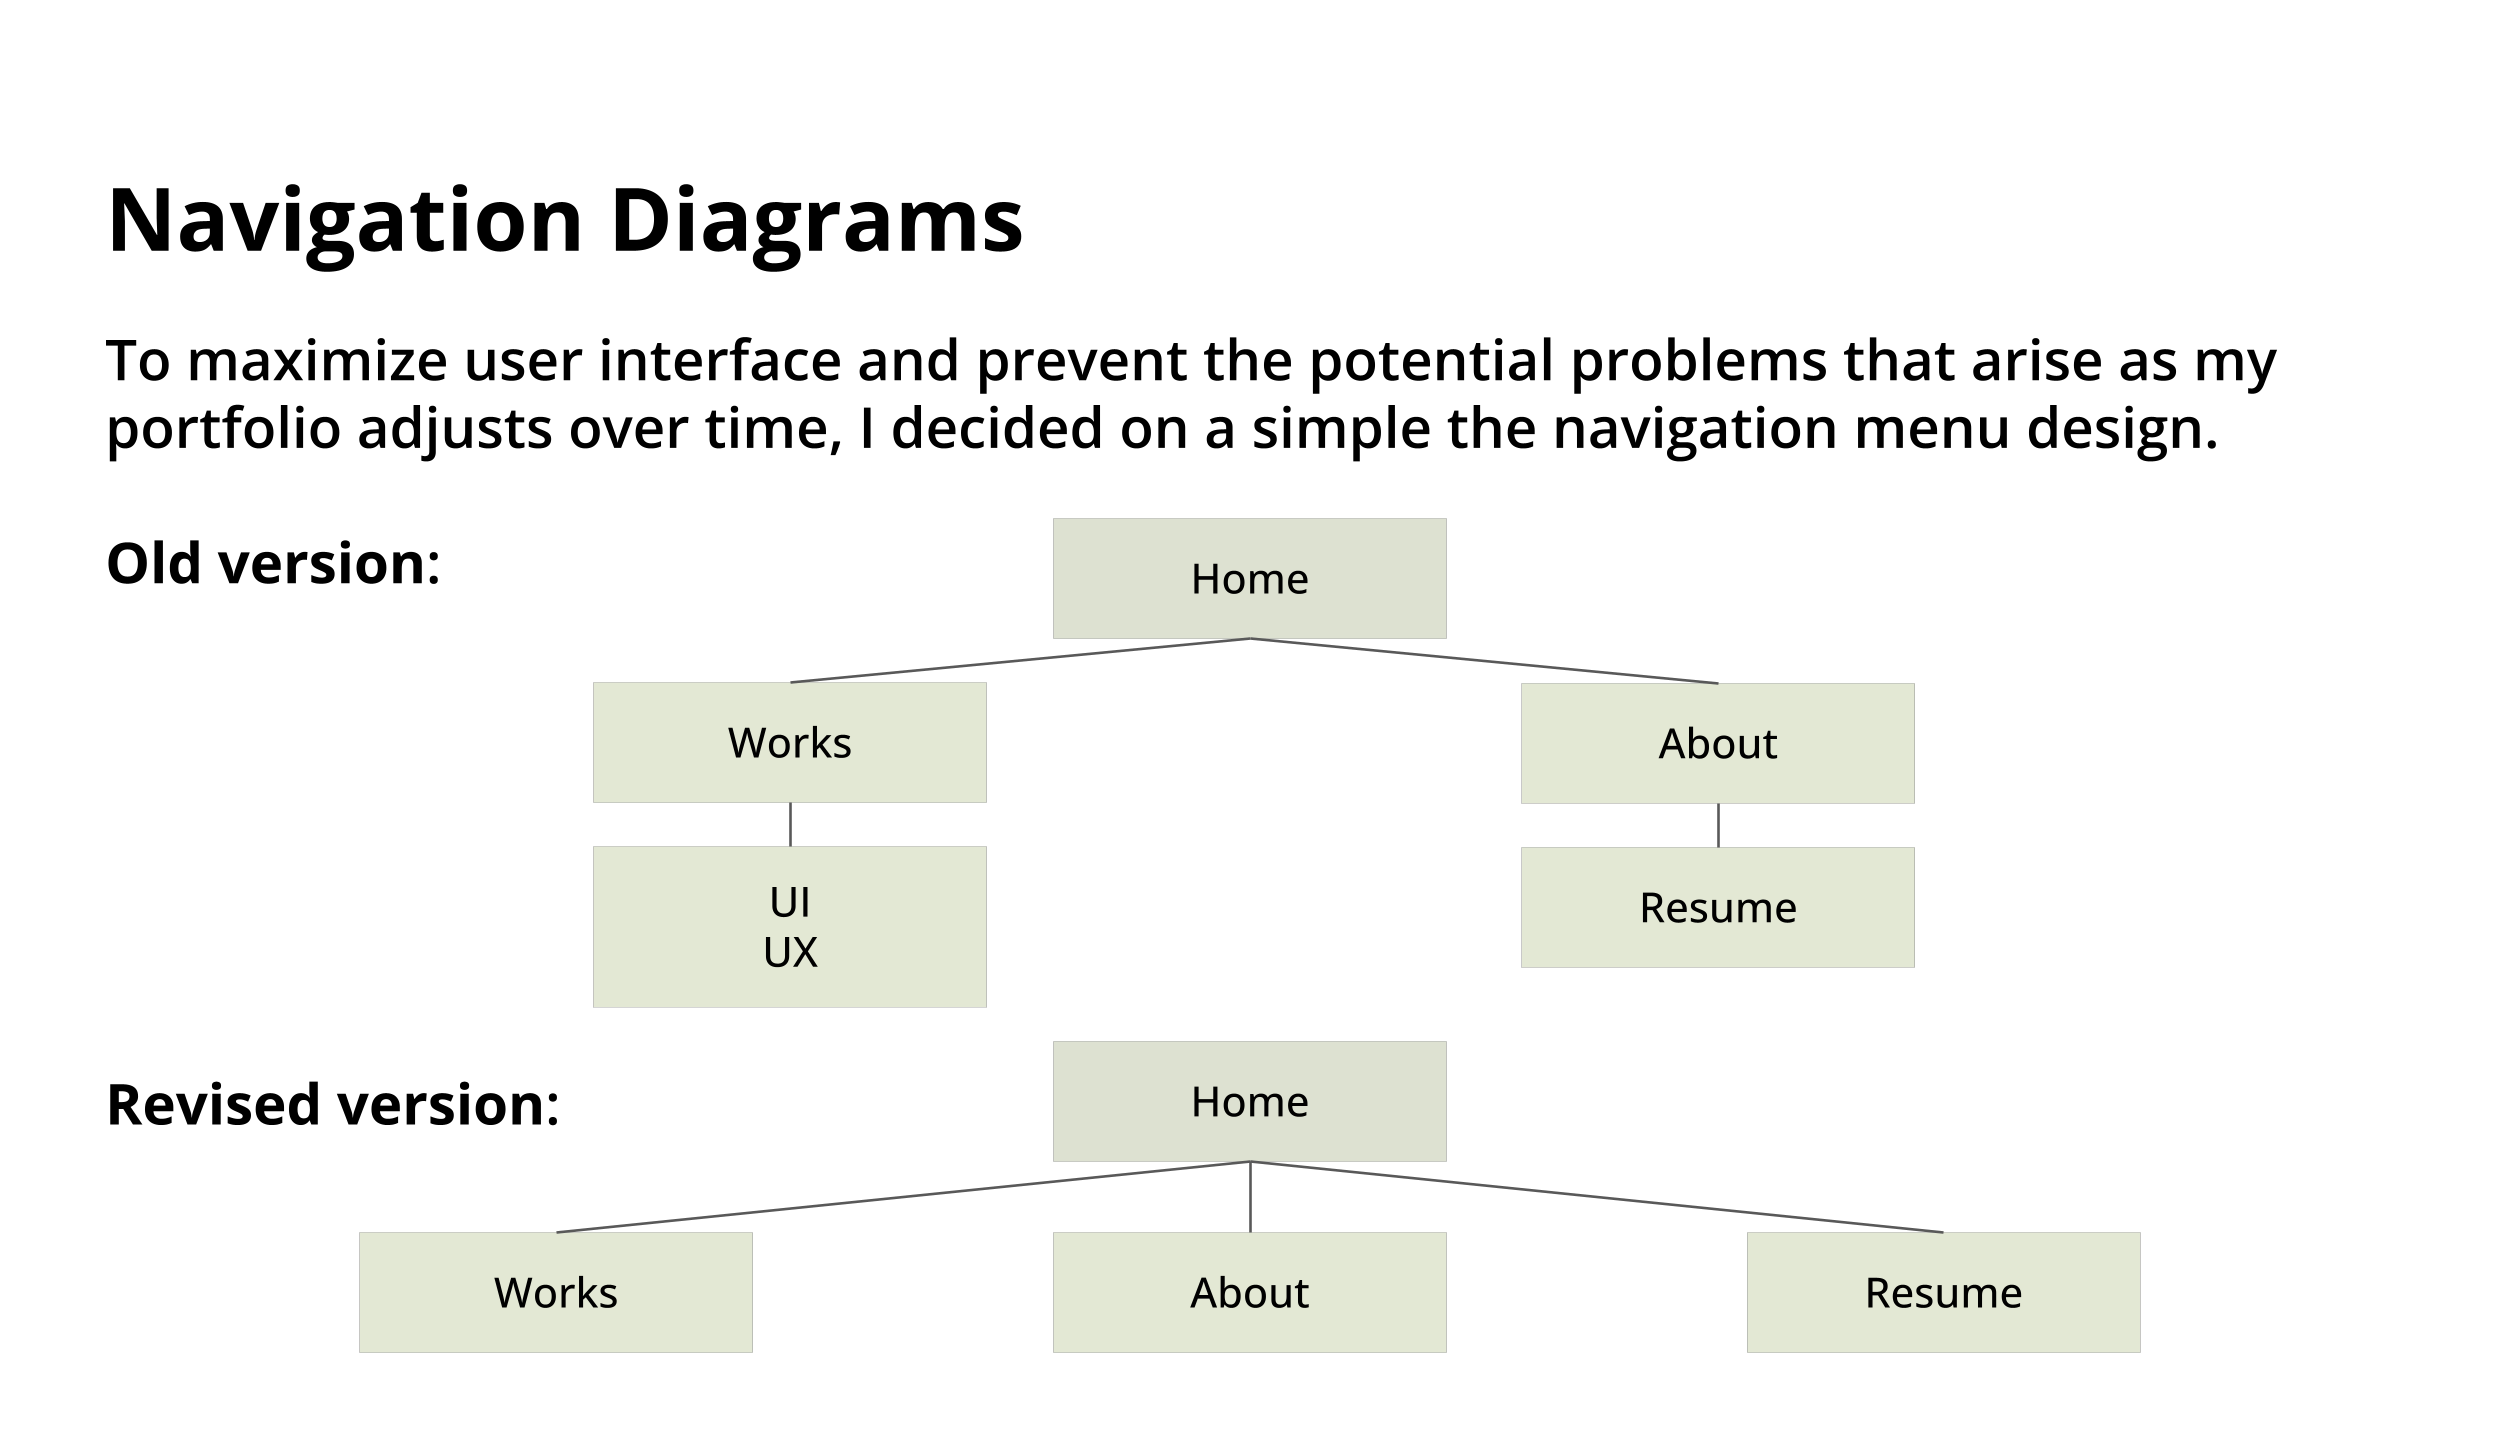 Navigation Diagrams
To maximize user interface and prevent the potential problems that arise as my
portfolio adjusts over time, I decided on a simple the navigation menu design.
Old version:
Home
Works
About
UI
UX
Resume
Revised version:
Home
Works
About
Resume